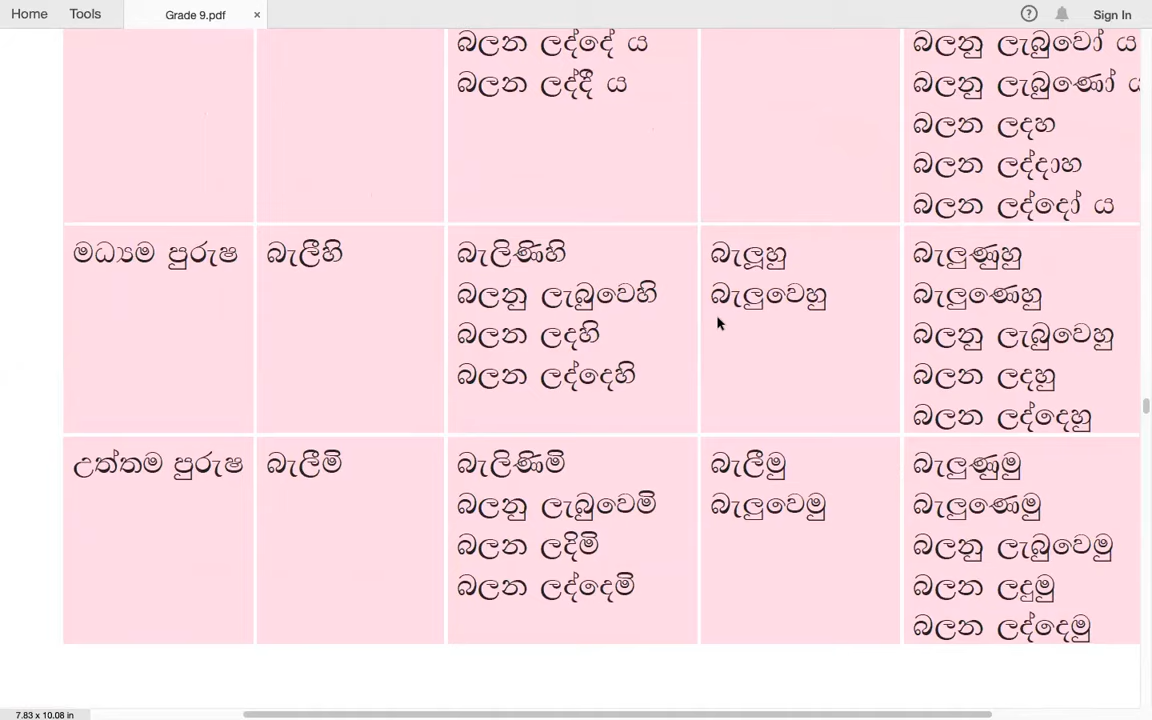 Home Tools Grade 9.pdf × Sign In
බලන ලද්දේ ය
බලන ලද්දී ය
බලනු ලැබුවෝ ය
බලනු ලැබුණෝ ය
බලන ලදහ
බලන ලද්දාහ
බලන ලද්දෝ ය
මධ්‍යම පුරුෂ
බැලීහි
බැලිණිහි
බලනු ලැබුවෙහි
බලන ලදහි
බලන ලද්දෙහි
බැලූහු
බැලුවෙහු
බැලුණුහු
බැලුණෙහු
බලනු ලැබුවෙහු
බලන ලදහු
බලන ලද්දෙහු
උත්තම පුරුෂ
බැලීමි
බැලිණිමි
බලනු ලැබුවෙමි
බලන ලදිමි
බලන ලද්දෙමි
බැලීමු
බැලුවෙමු
බැලුණුමු
බැලුණෙමු
බලනු ලැබුවෙමු
බලන ලදුමු
බලන ලද්දෙමු
7.83 x 10.08 in